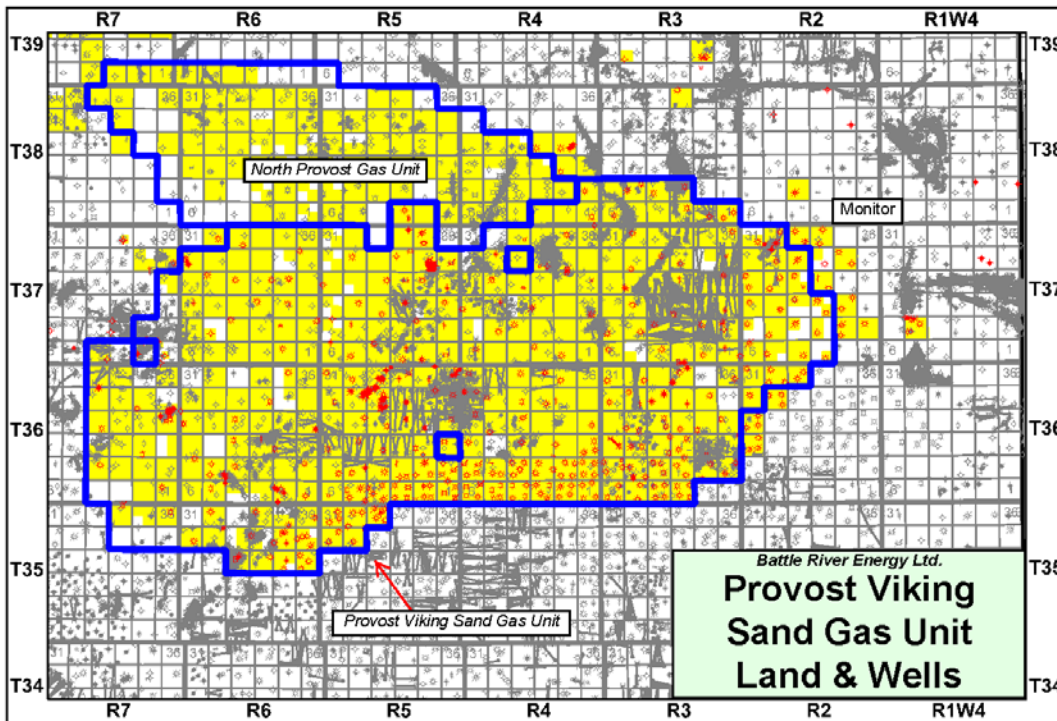 R7 R6 R5 R4 R3 R2 R1W4
T39 T39
T38 T38
North Provost Gas Unit
Monitor
T37 T37
T36 T36
T35 T35
Battle River Energy Ltd.
Provost Viking
Sand Gas Unit
Land & Wells
Provost Viking Sand Gas Unit
T34 T34
R7 R6 R5 R4 R3 R2 R1W4